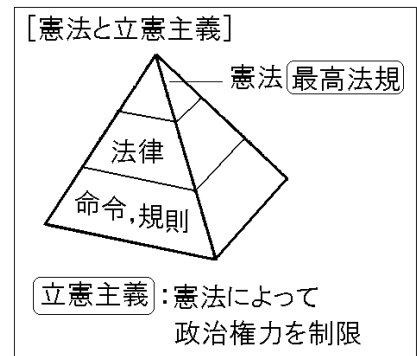 [憲法と立憲主義]
憲法 最高法規
法律
命令,規則
立憲主義:憲法によって
政治権力を制限